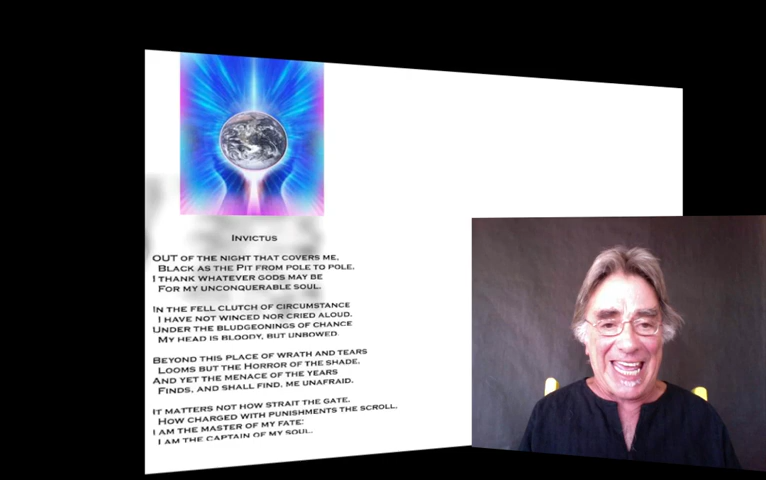 INVICTUS
OUT OF THE NIGHT THAT COVERS ME,
BLACK AS THE PIT FROM POLE TO POLE,
I THANK WHATEVER GODS MAY BE
FOR MY UNCONQUERABLE SOUL.
IN THE FELL CLUTCH OF CIRCUMSTANCE
I HAVE NOT WINCED NOR CRIED ALOUD.
UNDER THE BLUDGEONINGS OF CHANCE
MY HEAD IS BLOODY, BUT UNBOWED.
BEYOND THIS PLACE OF WRATH AND TEARS
LOOMS BUT THE HORROR OF THE SHADE,
AND YET THE MENACE OF THE YEARS
FINDS, AND SHALL FIND, ME UNAFRAID.
IT MATTERS NOT HOW STRAIT THE GATE,
HOW CHARGED WITH PUNISHMENTS THE SCROLL,
I AM THE MASTER OF MY FATE:
I AM THE CAPTAIN OF MY SOUL.